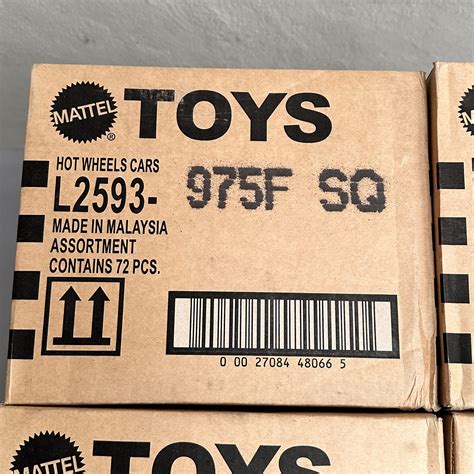 MATTEL ® TOYS
HOT WHEELS CARS
L2593- 975F SQ
MADE IN MALAYSIA
ASSORTMENT
CONTAINS 72 PCS.
0 00 27084 48066 5
MATTEL TOYS